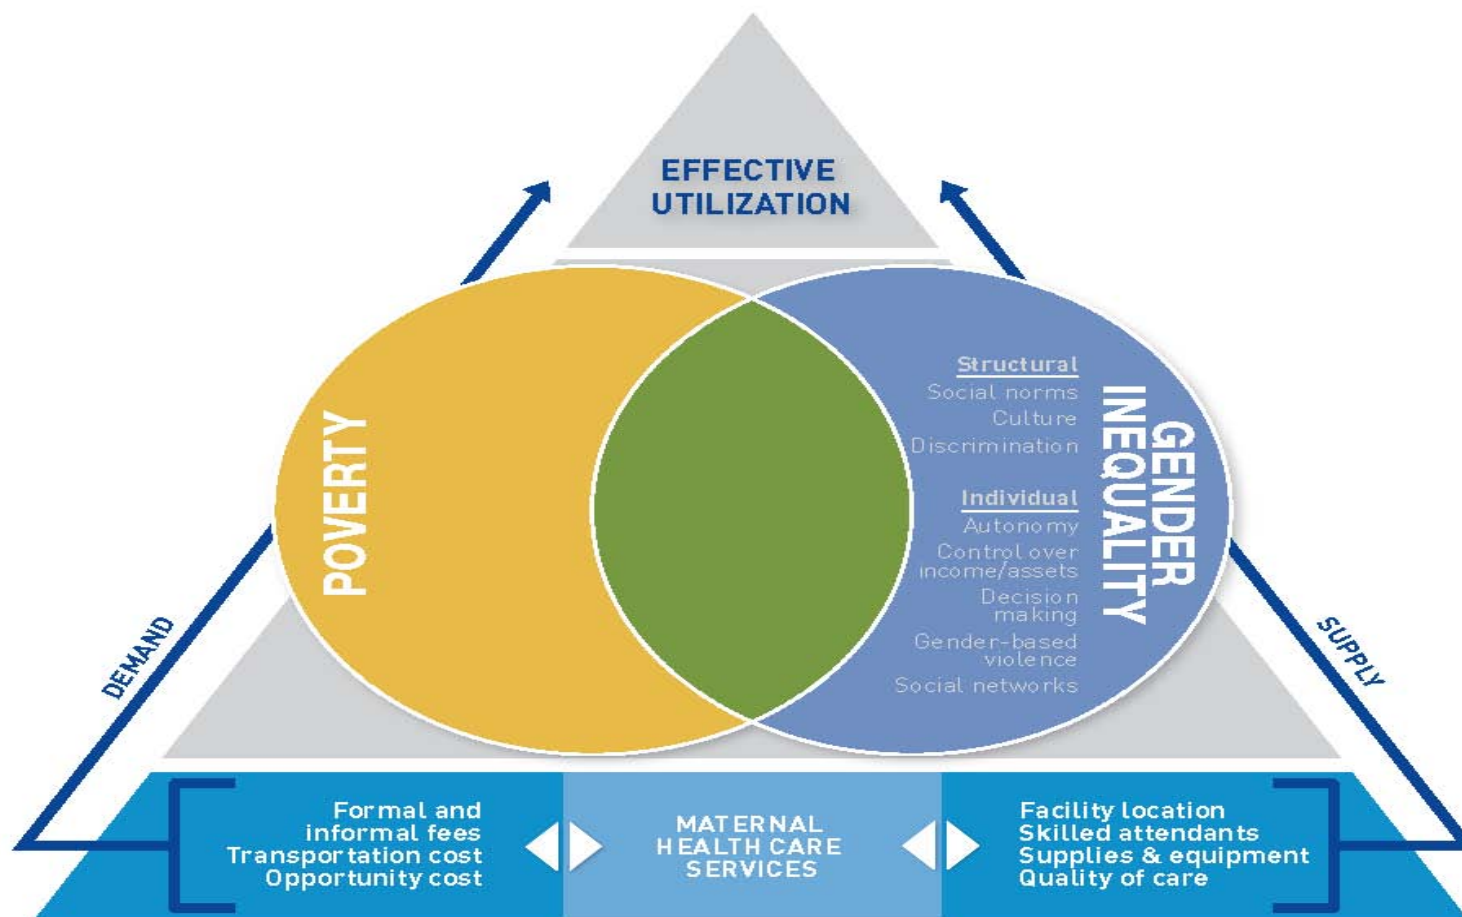 EFFECTIVE
UTILIZATION
POVERTY
Structural
Social norms
Culture
Discrimination
Individual
Autonomy
Control over
income/assets
Decision
making
Gender-based
violence
Social networks
GENDER
INEQUALITY
DEMAND
SUPPLY
Formal and
informal fees
Transportation cost
Opportunity cost
MATERNAL
HEALTH CARE
SERVICES
Facility location
Skilled attendants
Supplies & equipment
Quality of care